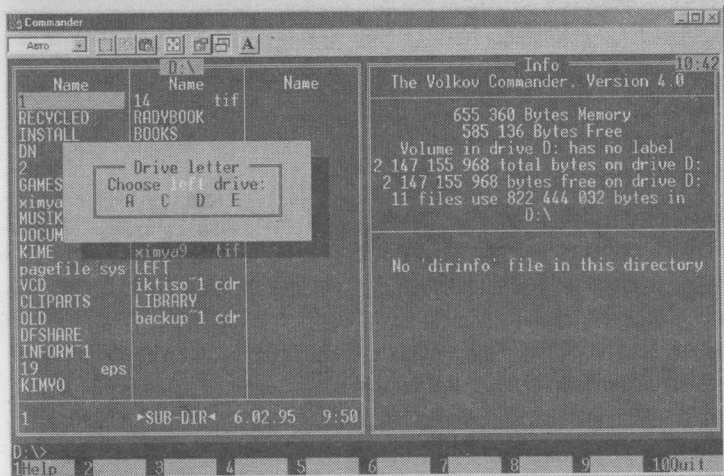 Commander
Авто
A
D:\
Info 10:42
Name Name Name
The Volkov Commander, Version 4.0
1 14 tif
RECYCLED RADYBOOK
INSTALL BOOKS
DN
2
GAMES
ximya
MUSIK
DOCUM
KIME ximya9 tif
pagefile sys LEFT
VCD iktiso~1 cdr
CLIPARTS LIBRARY
OLD backup~1 cdr
DFSHARE
INFORM~1
19 eps
KIMYO
1 ►SUB-DIR◄ 6.02.95 9:50
Drive letter
Choose left drive:
A C D E
655 360 Bytes Memory
585 136 Bytes Free
Volume in drive D: has no label
2 147 155 968 total bytes on drive D:
2 147 155 968 bytes free on drive D:
11 files use 822 444 032 bytes in
D:\
No 'dirinfo' file in this directory
D:\>
1Help 2 3 4 5 6 7 8 9 10Quit